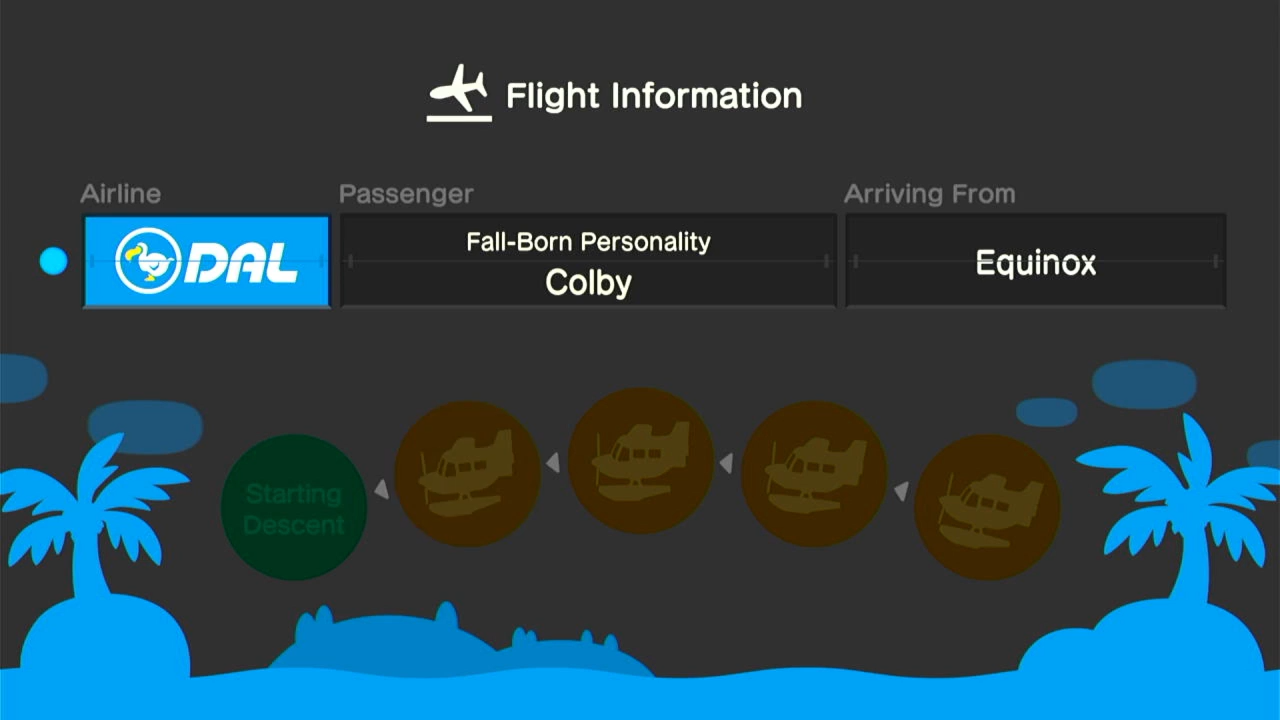 Flight Information
Airline
Passenger
Arriving From
DAL
Fall-Born Personality
Colby
Equinox
Starting
Descent